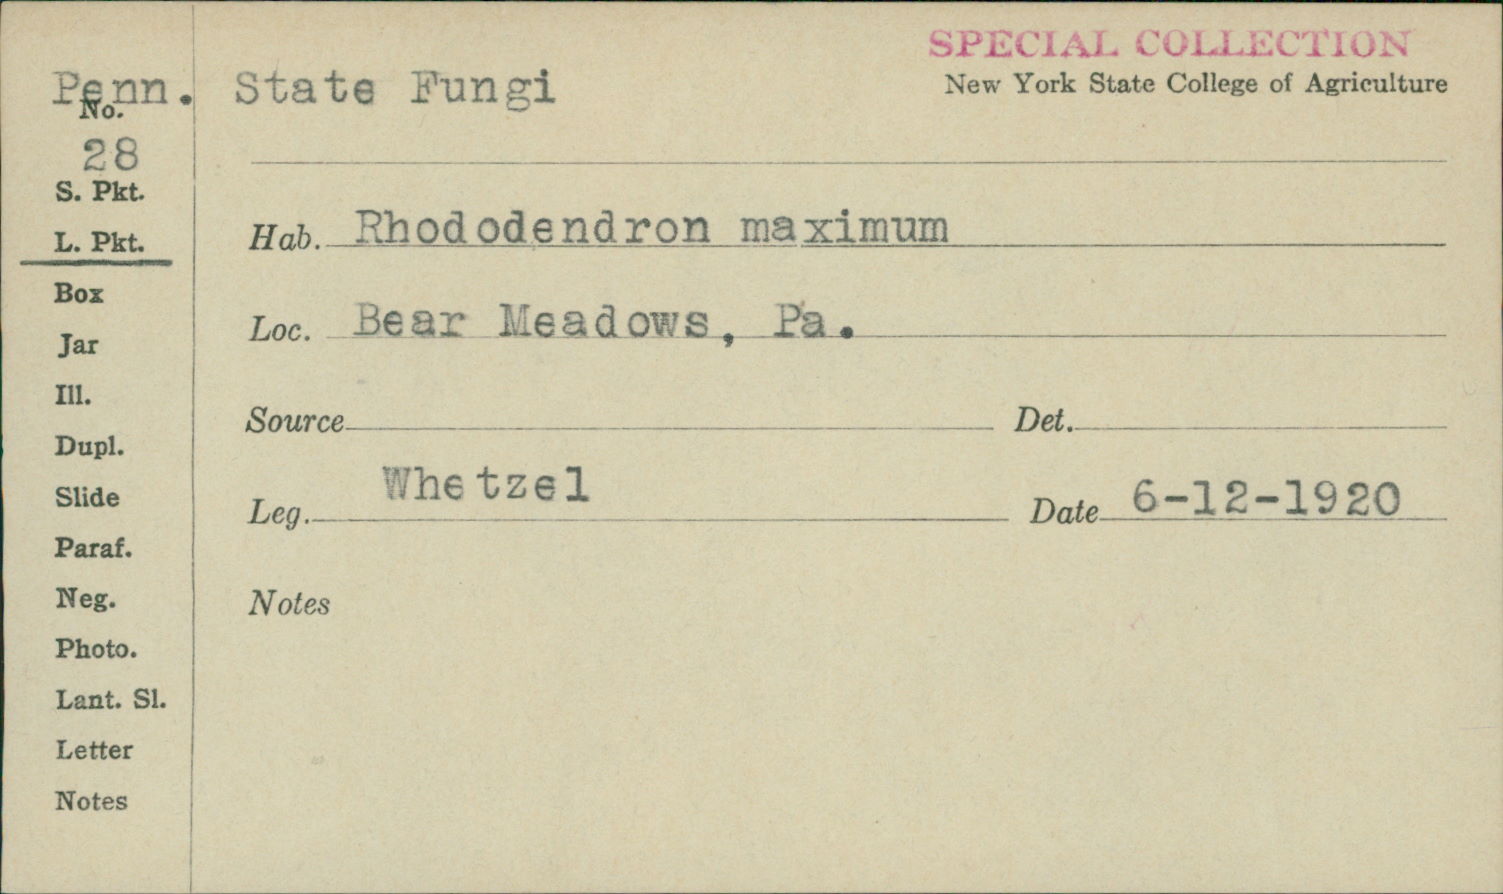 SPECIAL COLLECTION
New York State College of Agriculture
Penn. State Fungi
No.
28
S. Pkt.
L. Pkt.
Box
Jar
Ill.
Dupl.
Slide
Paraf.
Neg.
Photo.
Lant. Sl.
Letter
Notes
Hab. Rhododendron maximum
Loc. Bear Meadows, Pa.
Source Det.
Leg. Whetzel Date 6-12-1920
Notes